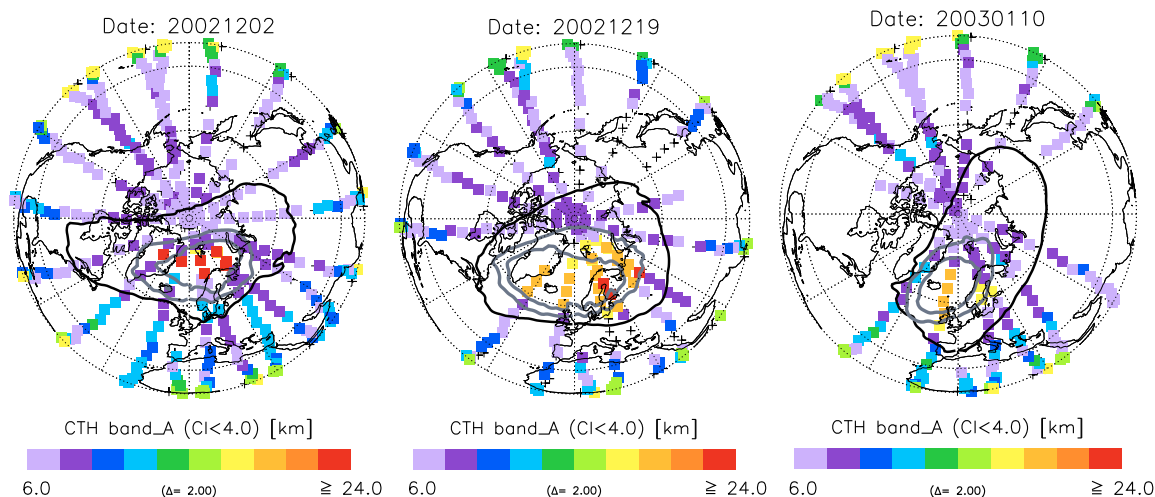 Date: 20021202
Date: 20021219
Date: 20030110
CTH band_A (CI<4.0) [km]
CTH band_A (CI<4.0) [km]
CTH band_A (CI<4.0) [km]
6.0 (Δ= 2.00) ≧ 24.0
6.0 (Δ= 2.00) ≧ 24.0
6.0 (Δ= 2.00) ≧ 24.0